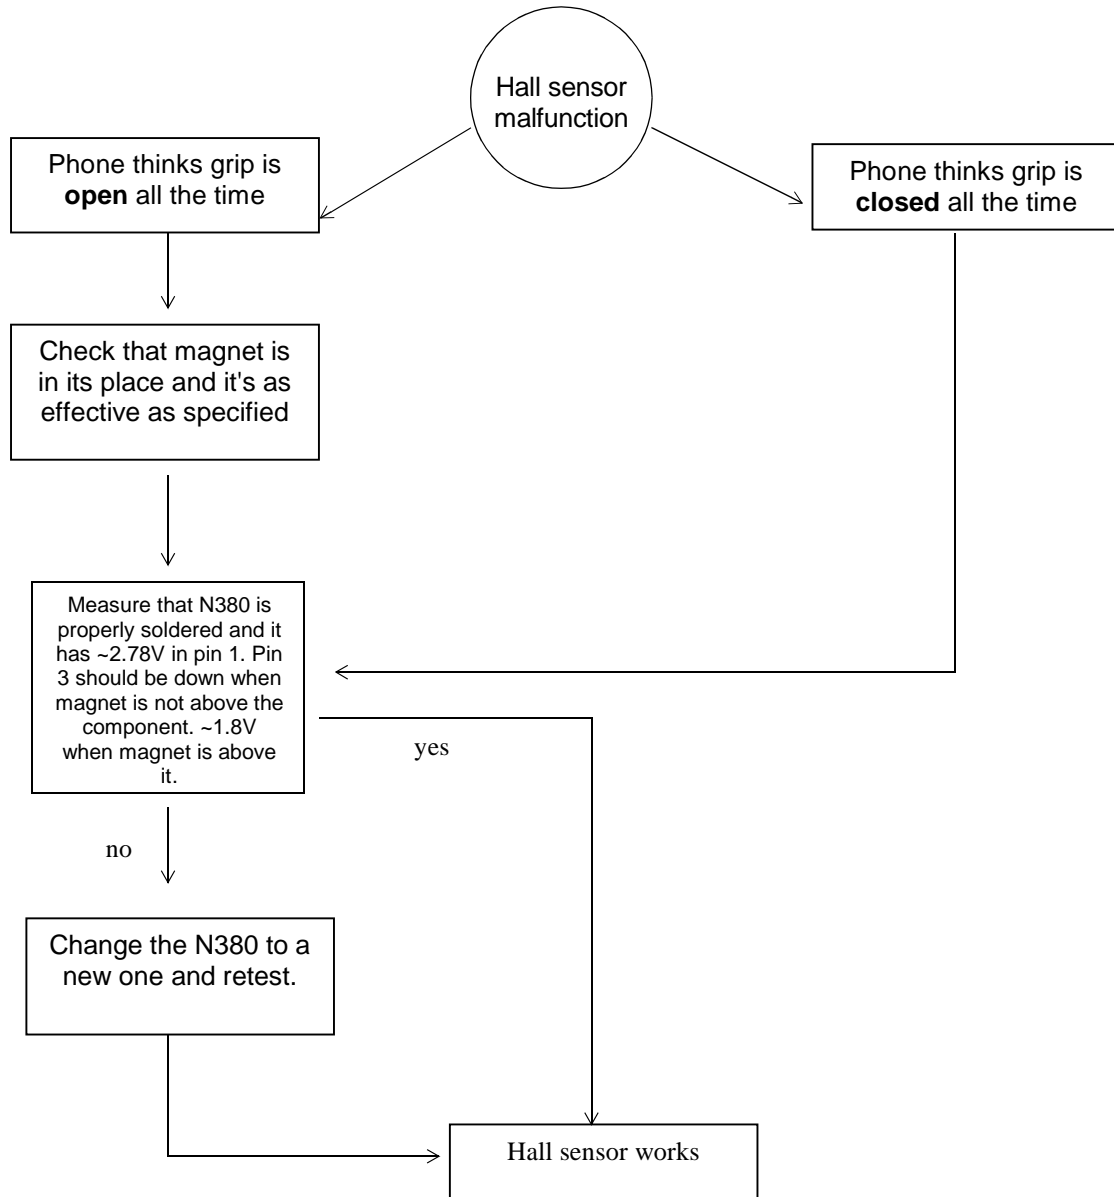 Hall sensor
malfunction
Phone thinks grip is
open all the time
Phone thinks grip is
closed all the time
Check that magnet is
in its place and it's as
effective as specified
Measure that N380 is
properly soldered and it
has ~2.78V in pin 1. Pin
3 should be down when
magnet is not above the
component. ~1.8V
when magnet is above
it.
yes
no
Change the N380 to a
new one and retest.
Hall sensor works